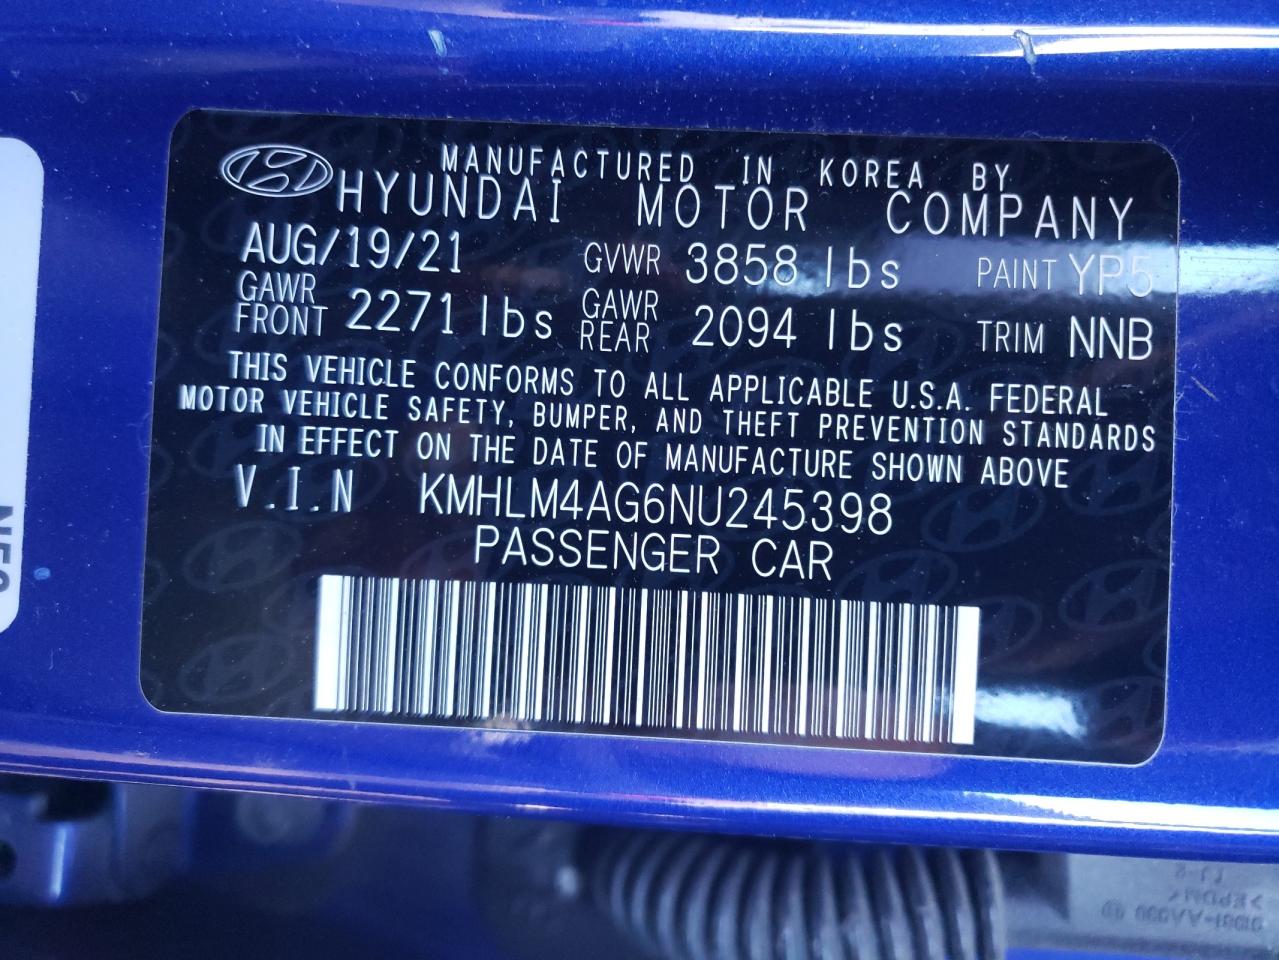 MANUFACTURED IN KOREA BY
HYUNDAI MOTOR COMPANY
AUG/19/21 GVWR 3858 lbs PAINT YP5
GAWR FRONT 2271 lbs GAWR REAR 2094 lbs TRIM NNB
THIS VEHICLE CONFORMS TO ALL APPLICABLE U.S.A. FEDERAL
MOTOR VEHICLE SAFETY, BUMPER, AND THEFT PREVENTION STANDARDS
IN EFFECT ON THE DATE OF MANUFACTURE SHOWN ABOVE
V.I.N KMHLM4AG6NU245398
PASSENGER CAR
>EPDM<